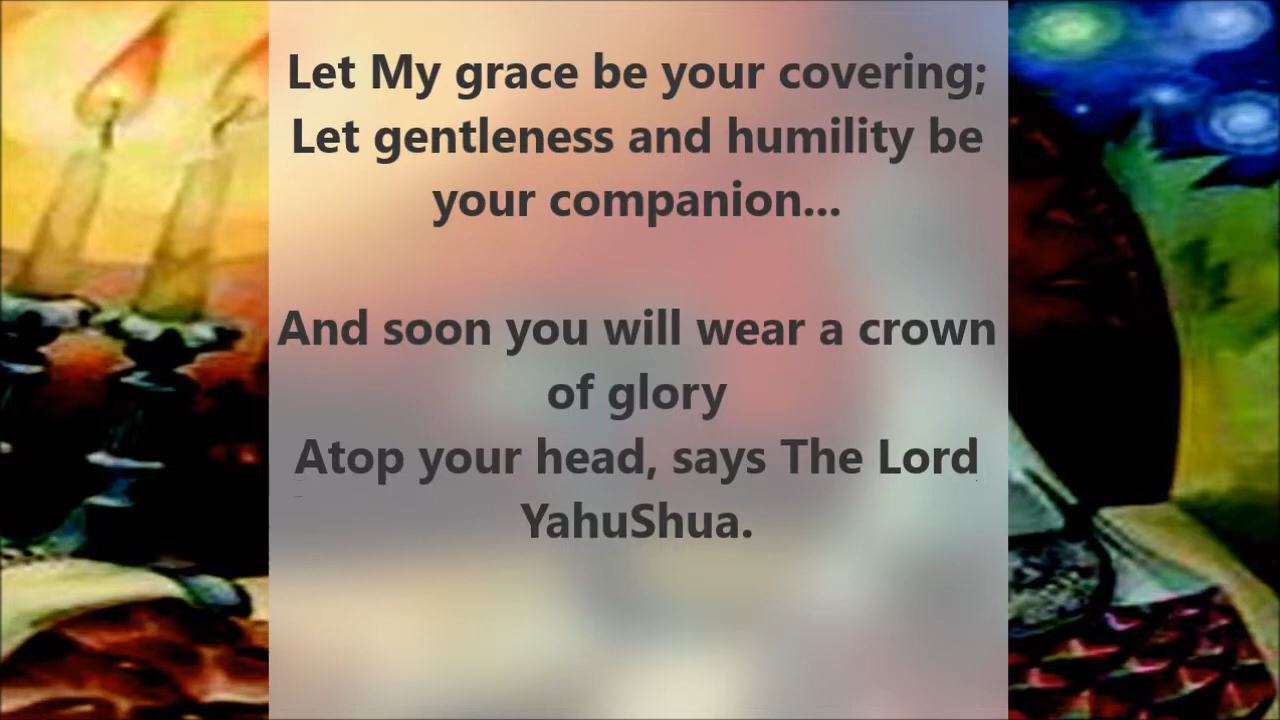 Let My grace be your covering;
Let gentleness and humility be
your companion...
And soon you will wear a crown
of glory
Atop your head, says The Lord
YahuShua.